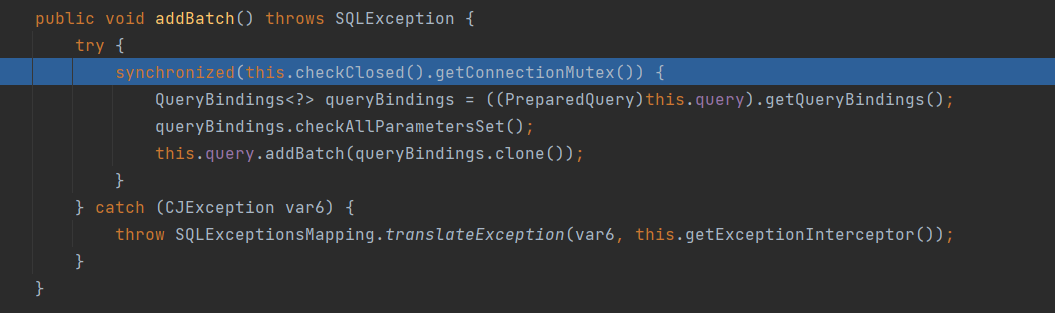 public void addBatch() throws SQLException {
    try {
        synchronized(this.checkClosed().getConnectionMutex()) {
            QueryBindings<?> queryBindings = ((PreparedQuery)this.query).getQueryBindings();
            queryBindings.checkAllParametersSet();
            this.query.addBatch(queryBindings.clone());
        }
    } catch (CJException var6) {
        throw SQLExceptionsMapping.translateException(var6, this.getExceptionInterceptor());
    }
}